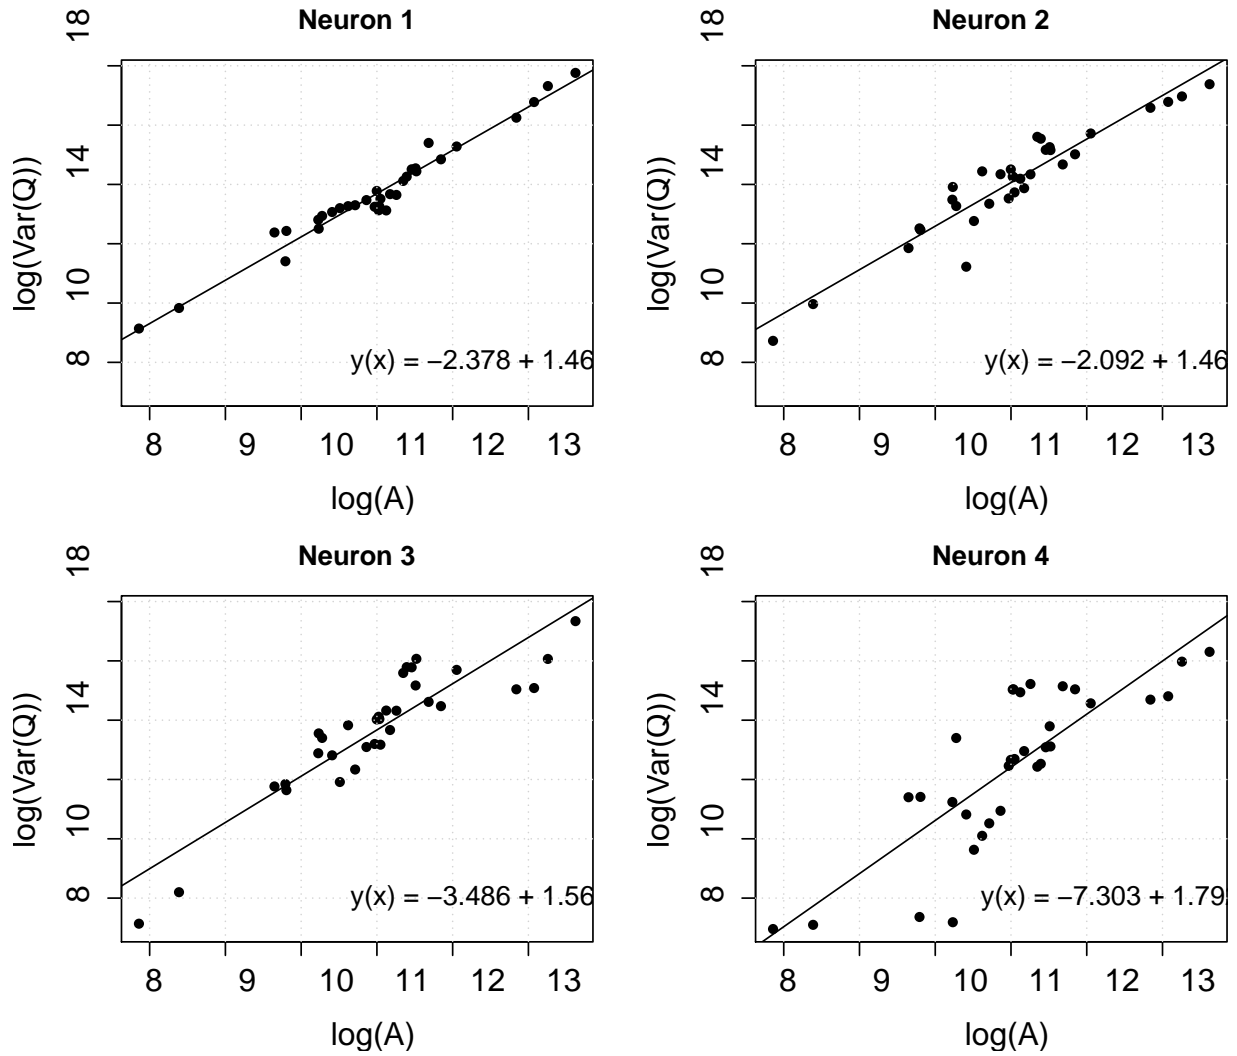 Neuron 1
18
14
10
8
log(Var(Q))
y(x) = −2.378 + 1.46
8 9 10 11 12 13
log(A)
Neuron 2
18
14
10
8
log(Var(Q))
y(x) = −2.092 + 1.46
8 9 10 11 12 13
log(A)
Neuron 3
18
14
10
8
log(Var(Q))
y(x) = −3.486 + 1.56
8 9 10 11 12 13
log(A)
Neuron 4
18
14
10
8
log(Var(Q))
y(x) = −7.303 + 1.79
8 9 10 11 12 13
log(A)